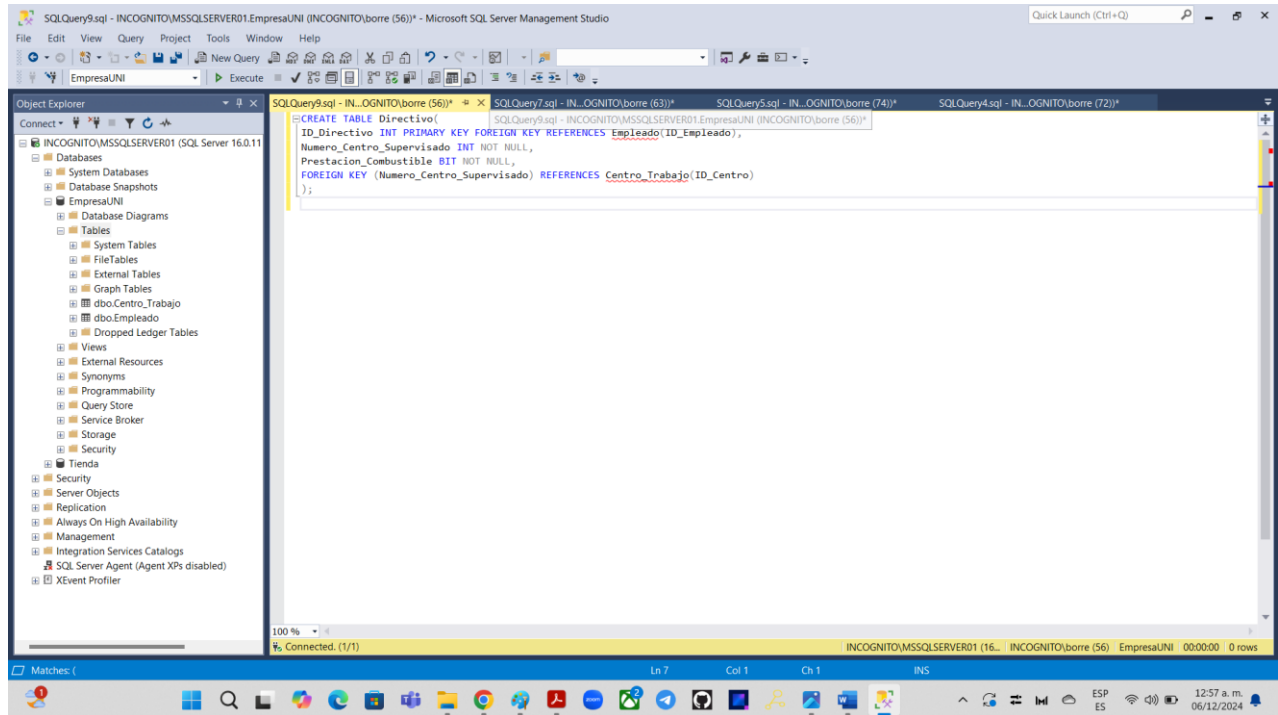 SQLQuery9.sql - INCOGNITO\MSSQLSERVER01.EmpresaUNI (INCOGNITO\borre (56))* - Microsoft SQL Server Management Studio
Quick Launch (Ctrl+Q)
File Edit View Query Project Tools Window Help
New Query
EmpresaUNI
Execute
Object Explorer
SQLQuery9.sql - IN...OGNITO\borre (56))* SQLQuery7.sql - IN...OGNITO\borre (63))* SQLQuery5.sql - IN...OGNITO\borre (74))* SQLQuery4.sql - IN...OGNITO\borre (72))*
SQLQuery9.sql - INCOGNITO\MSSQLSERVER01.EmpresaUNI (INCOGNITO\borre (56))*
Connect
INCOGNITO\MSSQLSERVER01 (SQL Server 16.0.11
Databases
System Databases
Database Snapshots
EmpresaUNI
Database Diagrams
Tables
System Tables
FileTables
External Tables
Graph Tables
dbo.Centro_Trabajo
dbo.Empleado
Dropped Ledger Tables
Views
External Resources
Synonyms
Programmability
Query Store
Service Broker
Storage
Security
Tienda
Security
Server Objects
Replication
Always On High Availability
Management
Integration Services Catalogs
SQL Server Agent (Agent XPs disabled)
XEvent Profiler
CREATE TABLE Directivo(
ID_Directivo INT PRIMARY KEY FOREIGN KEY REFERENCES Empleado(ID_Empleado),
Numero_Centro_Supervisado INT NOT NULL,
Prestacion_Combustible BIT NOT NULL,
FOREIGN KEY (Numero_Centro_Supervisado) REFERENCES Centro_Trabajo(ID_Centro)
);
100 %
Connected. (1/1)
INCOGNITO\MSSQLSERVER01 (16... INCOGNITO\borre (56) EmpresaUNI 00:00:00 0 rows
Matches: (
Ln 7 Col 1 Ch 1 INS
ESP
ES
12:57 a. m.
06/12/2024